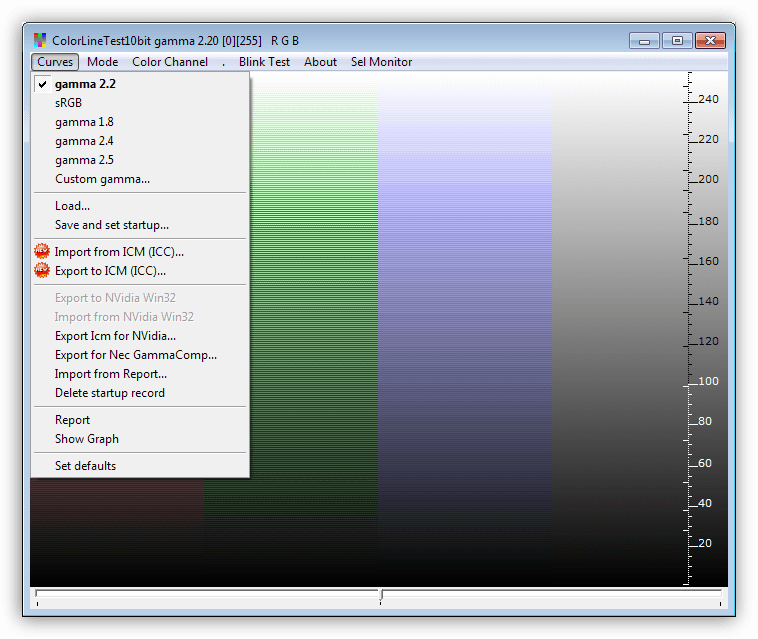 ColorLineTest10bit gamma 2.20 [0][255] R G B
Curves Mode Color Channel . Blink Test About Sel Monitor
gamma 2.2
sRGB
gamma 1.8
gamma 2.4
gamma 2.5
Custom gamma...
Load...
Save and set startup...
NEW Import from ICM (ICC)...
NEW Export to ICM (ICC)...
Export to NVidia Win32
Import from NVidia Win32
Export Icm for NVidia...
Export for Nec GammaComp...
Import from Report...
Delete startup record
Report
Show Graph
Set defaults
240
220
200
180
160
140
120
100
80
60
40
20